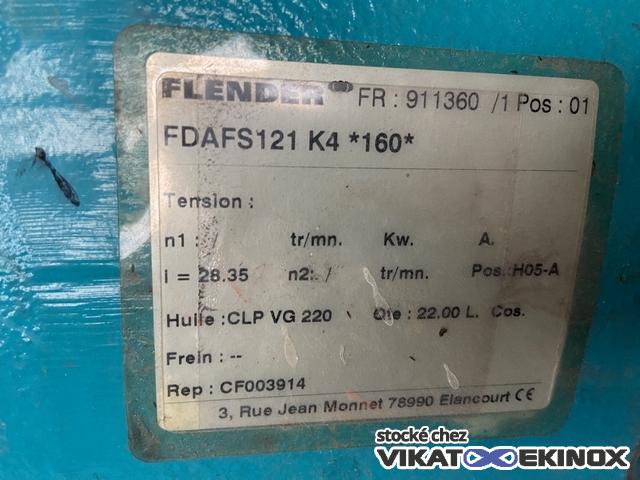 FLENDER FR : 911360 /1 Pos : 01
FDAFS121 K4 *160*
Tension :
n1 : / tr/mn. Kw. A.
i = 28.35 n2: / tr/mn. Pos : H05-A
Huile : CLP VG 220 Qte : 22.00 L. Cos.
Frein : --
Rep : CF003914
3, Rue Jean Monnet 78990 Elancourt CE
stocké chez
VIKATOOEKINOX